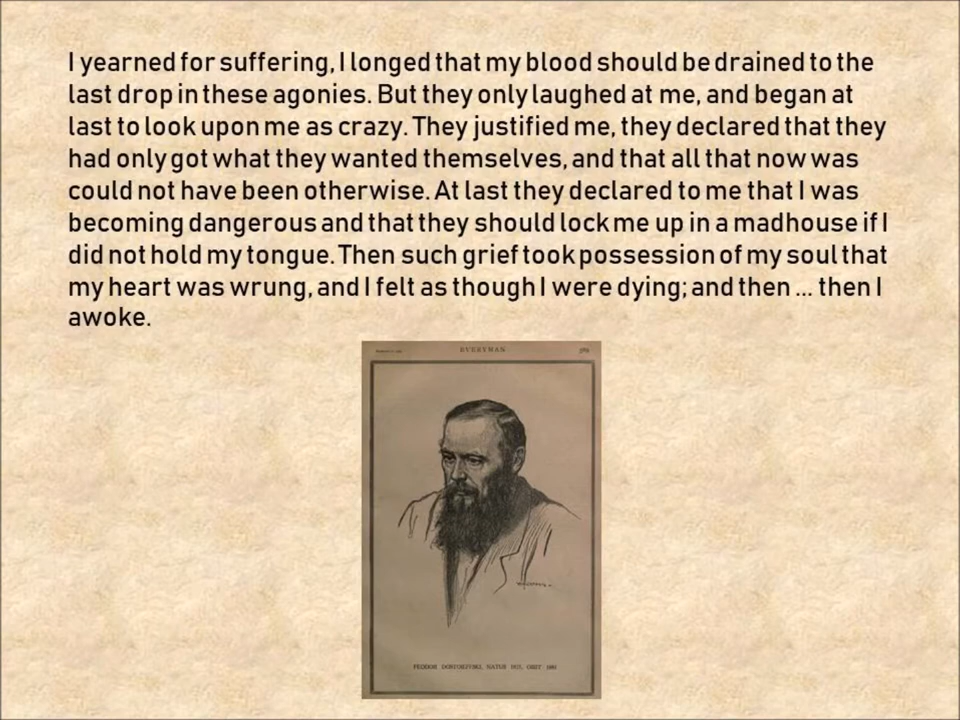 I yearned for suffering, I longed that my blood should be drained to the
last drop in these agonies. But they only laughed at me, and began at
last to look upon me as crazy. They justified me, they declared that they
had only got what they wanted themselves, and that all that now was
could not have been otherwise. At last they declared to me that I was
becoming dangerous and that they should lock me up in a madhouse if I
did not hold my tongue. Then such grief took possession of my soul that
my heart was wrung, and I felt as though I were dying; and then ... then I
awoke.
EVERYMAN
FEODOR DOSTOIEVSKI, NATUS 1821, OBIIT 1881